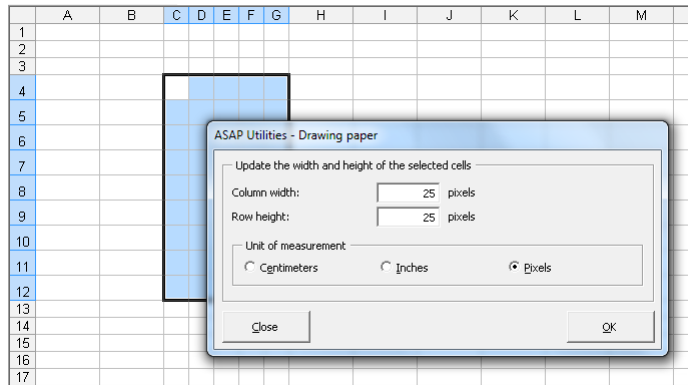 A B C D E F G H I J K L M
1
2
3
4
5
6
ASAP Utilities - Drawing paper
7
Update the width and height of the selected cells
8
Column width: 25 pixels
9
Row height: 25 pixels
10
Unit of measurement
11
Centimeters Inches Pixels
12
13
14
Close OK
15
16
17